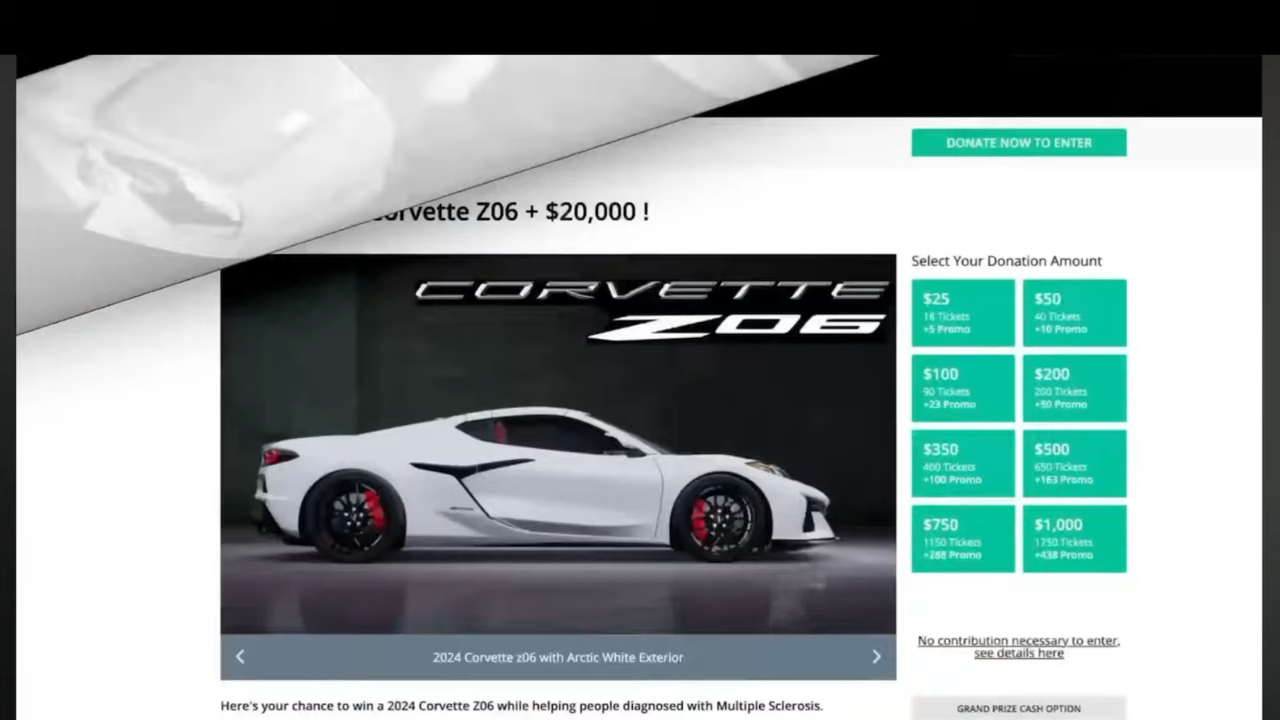 DONATE NOW TO ENTER
Corvette Z06 + $20,000 !
CORVETTE
Z06
2024 Corvette z06 with Arctic White Exterior
Here's your chance to win a 2024 Corvette Z06 while helping people diagnosed with Multiple Sclerosis.
Select Your Donation Amount
$25
18 Tickets
+5 Promo
$50
40 Tickets
+10 Promo
$100
90 Tickets
+23 Promo
$200
200 Tickets
+50 Promo
$350
400 Tickets
+100 Promo
$500
650 Tickets
+163 Promo
$750
1150 Tickets
+288 Promo
$1,000
1750 Tickets
+438 Promo
No contribution necessary to enter,
see details here
GRAND PRIZE CASH OPTION